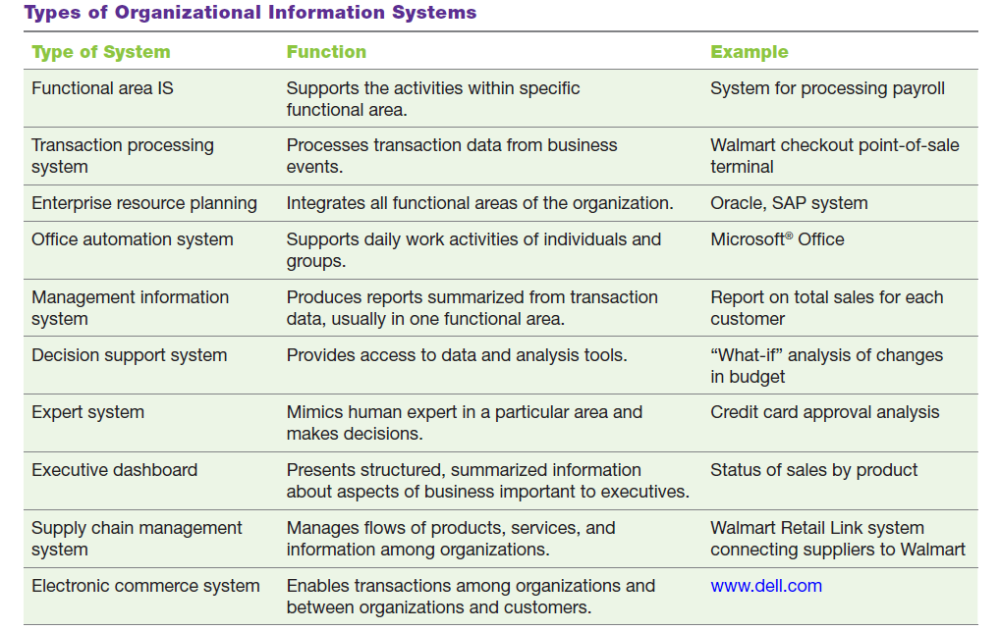 Types of Organizational Information Systems
Type of System Function Example
Functional area IS Supports the activities within specific System for processing payroll
functional area.
Transaction processing Processes transaction data from business Walmart checkout point-of-sale
system events. terminal
Enterprise resource planning Integrates all functional areas of the organization. Oracle, SAP system
Office automation system Supports daily work activities of individuals and Microsoft® Office
groups.
Management information Produces reports summarized from transaction Report on total sales for each
system data, usually in one functional area. customer
Decision support system Provides access to data and analysis tools. “What-if” analysis of changes
in budget
Expert system Mimics human expert in a particular area and Credit card approval analysis
makes decisions.
Executive dashboard Presents structured, summarized information Status of sales by product
about aspects of business important to executives.
Supply chain management Manages flows of products, services, and Walmart Retail Link system
system information among organizations. connecting suppliers to Walmart
Electronic commerce system Enables transactions among organizations and www.dell.com
between organizations and customers.